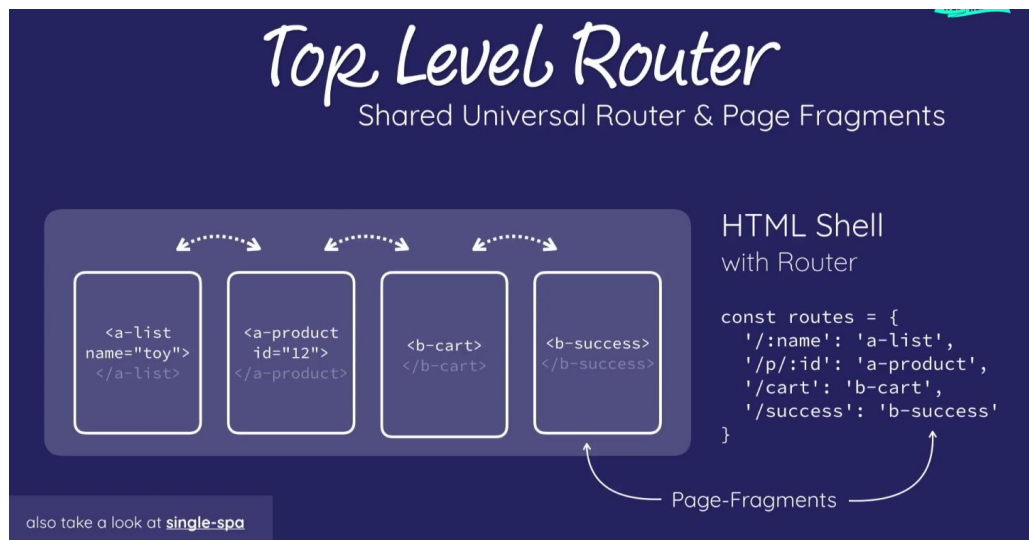 Top Level Router
Shared Universal Router & Page Fragments
<a-list
name="toy">
</a-list>
<a-product
id="12">
</a-product>
<b-cart>
</b-cart>
<b-success>
</b-success>
HTML Shell
with Router
const routes = {
'/:name': 'a-list',
'/p/:id': 'a-product',
'/cart': 'b-cart',
'/success': 'b-success'
}
Page-Fragments
also take a look at single-spa